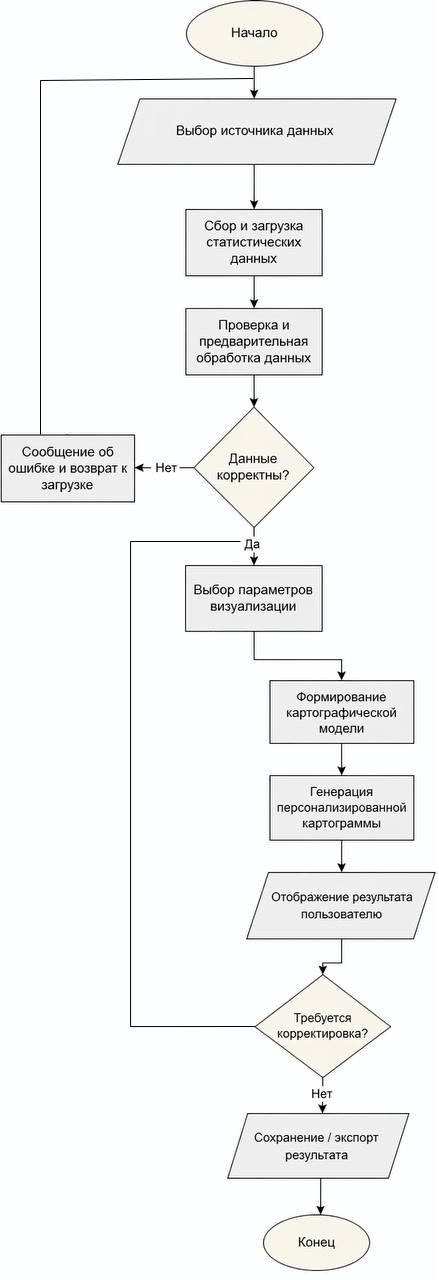 Начало
Выбор источника данных
Сбор и загрузка
статистических
данных
Проверка и
предварительная
обработка данных
Данные
корректны?
Нет
Сообщение об
ошибке и возврат к
загрузке
Да
Выбор параметров
визуализации
Формирование
картографической
модели
Генерация
персонализированной
картограммы
Отображение результата
пользователю
Требуется
корректировка?
Нет
Сохранение / экспорт
результата
Конец